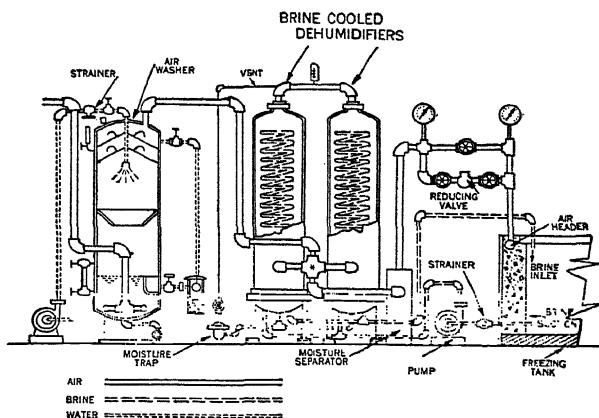 BRINE COOLED
DEHUMIDIFIERS
STRAINER
AIR
WASHER
VENT
REDUCING
VALVE
AIR
HEADER
BRINE
INLET
STRAINER
MOISTURE
TRAP
MOISTURE
SEPARATOR
PUMP
FREEZING
TANK
AIR
BRINE
WATER